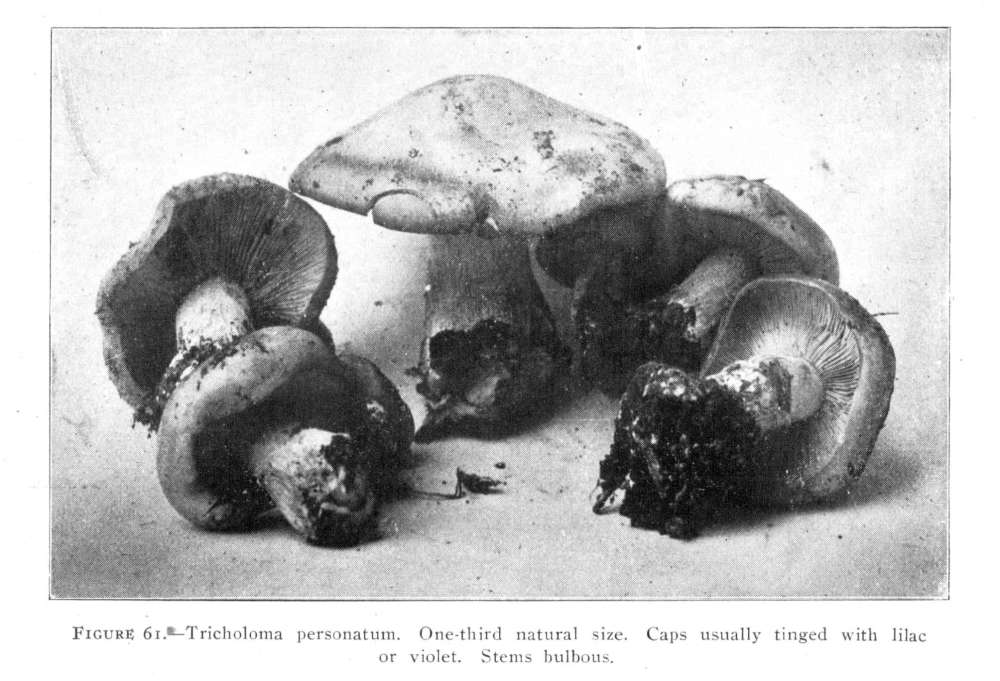 FIGURE 61.—Tricholoma personatum. One-third natural size. Caps usually tinged with lilac
or violet. Stems bulbous.